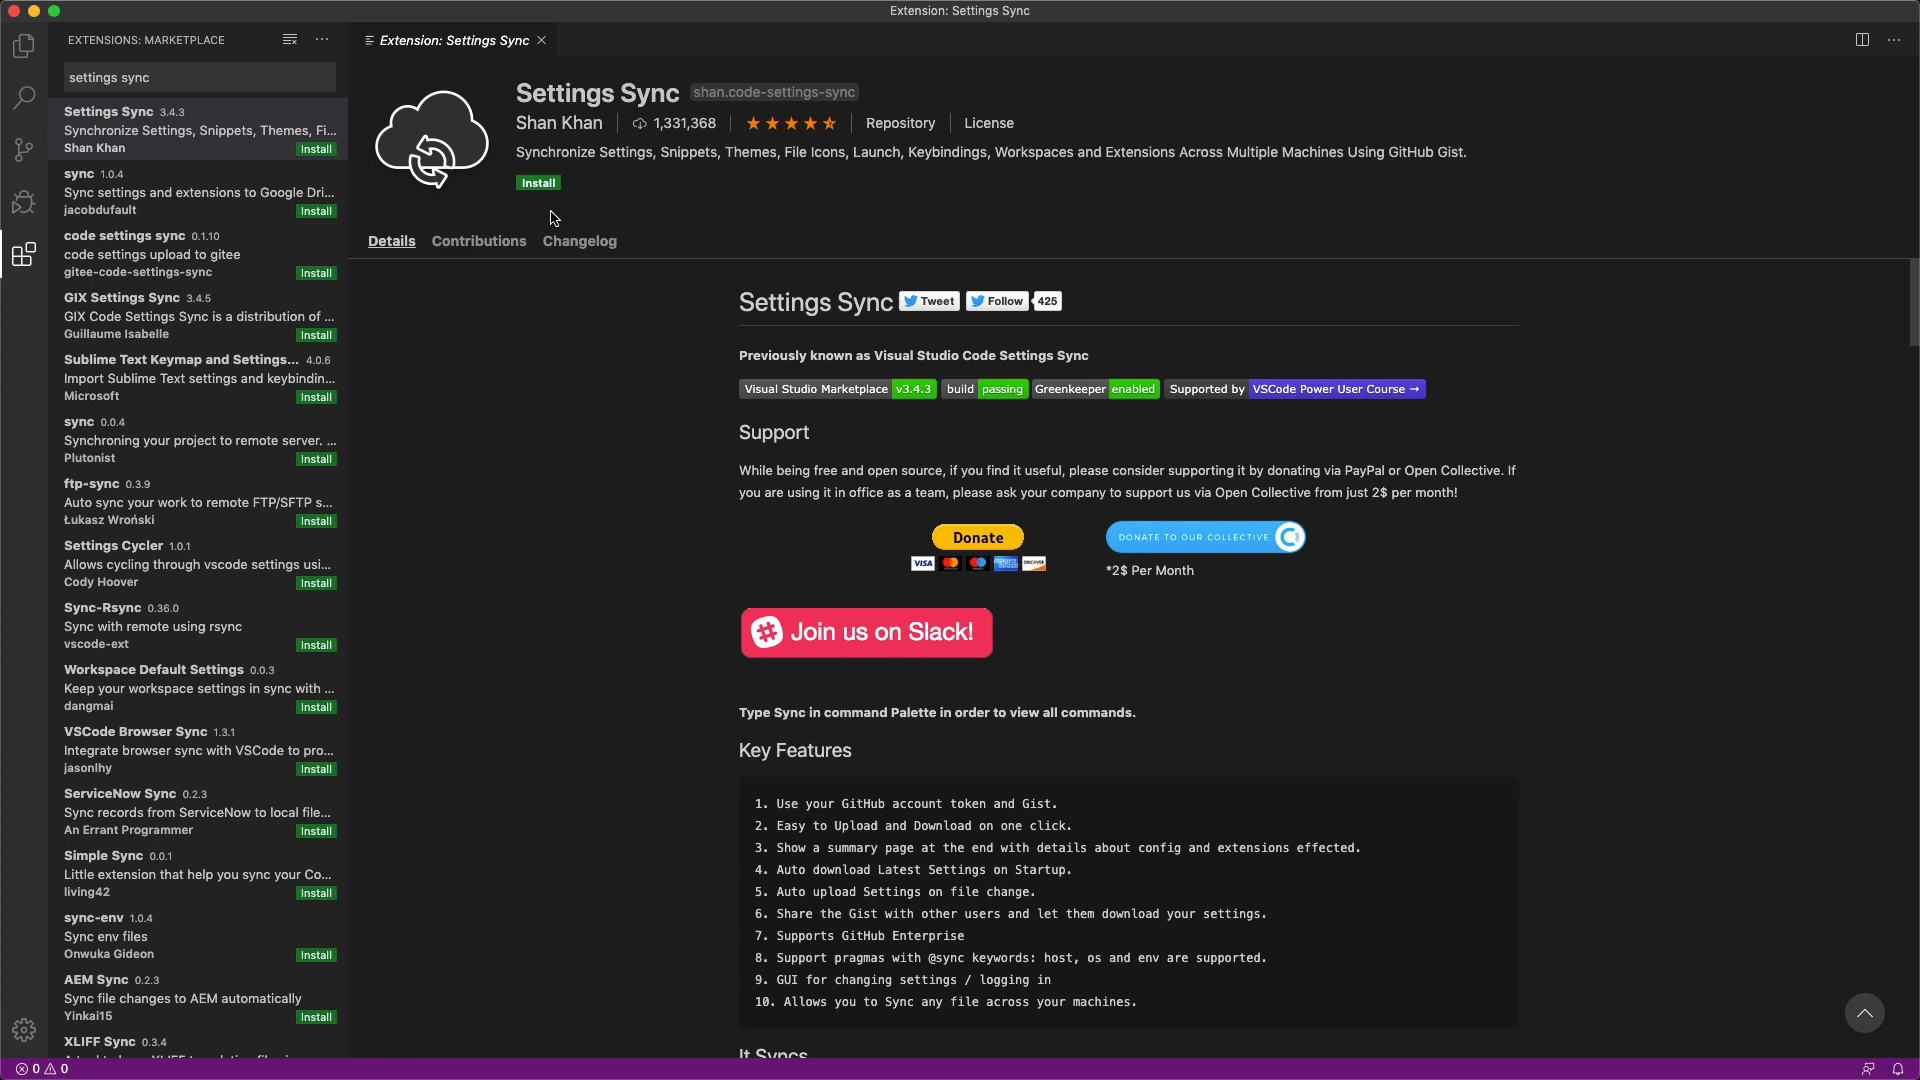 Extension: Settings Sync
EXTENSIONS: MARKETPLACE
settings sync
Settings Sync 3.4.3
Synchronize Settings, Snippets, Themes, Fi...
Shan Khan Install
sync 1.0.4
Sync settings and extensions to Google Dri...
jacobdufault Install
code settings sync 0.1.10
code settings upload to gitee
gitee-code-settings-sync Install
GIX Settings Sync 3.4.5
GIX Code Settings Sync is a distribution of ...
Guillaume Isabelle Install
Sublime Text Keymap and Settings... 4.0.6
Import Sublime Text settings and keybindin...
Microsoft Install
sync 0.0.4
Synchroning your project to remote server. ...
Plutonist Install
ftp-sync 0.3.9
Auto sync your work to remote FTP/SFTP s...
Łukasz Wroński Install
Settings Cycler 1.0.1
Allows cycling through vscode settings usi...
Cody Hoover Install
Sync-Rsync 0.36.0
Sync with remote using rsync
vscode-ext Install
Workspace Default Settings 0.0.3
Keep your workspace settings in sync with ...
dangmai Install
VSCode Browser Sync 1.3.1
Integrate browser sync with VSCode to pro...
jasonlhy Install
ServiceNow Sync 0.2.3
Sync records from ServiceNow to local file...
An Errant Programmer Install
Simple Sync 0.0.1
Little extension that help you sync your Co...
living42 Install
sync-env 1.0.4
Sync env files
Onwuka Gideon Install
AEM Sync 0.2.3
Sync file changes to AEM automatically
Yinkai15 Install
XLIFF Sync 0.3.4
Extension: Settings Sync
Settings Sync shan.code-settings-sync
Shan Khan 1,331,368 Repository License
Synchronize Settings, Snippets, Themes, File Icons, Launch, Keybindings, Workspaces and Extensions Across Multiple Machines Using GitHub Gist.
Install
Details Contributions Changelog
Settings Sync Tweet Follow 425
Previously known as Visual Studio Code Settings Sync
Visual Studio Marketplace v3.4.3 build passing Greenkeeper enabled Supported by VSCode Power User Course →
Support
While being free and open source, if you find it useful, please consider supporting it by donating via PayPal or Open Collective. If
you are using it in office as a team, please ask your company to support us via Open Collective from just 2$ per month!
Donate DONATE TO OUR COLLECTIVE
VISA DISCOVER
*2$ Per Month
Join us on Slack!
Type Sync in command Palette in order to view all commands.
Key Features
1. Use your GitHub account token and Gist.
2. Easy to Upload and Download on one click.
3. Show a summary page at the end with details about config and extensions effected.
4. Auto download Latest Settings on Startup.
5. Auto upload Settings on file change.
6. Share the Gist with other users and let them download your settings.
7. Supports GitHub Enterprise
8. Support pragmas with @sync keywords: host, os and env are supported.
9. GUI for changing settings / logging in
10. Allows you to Sync any file across your machines.
It Syncs
0 0